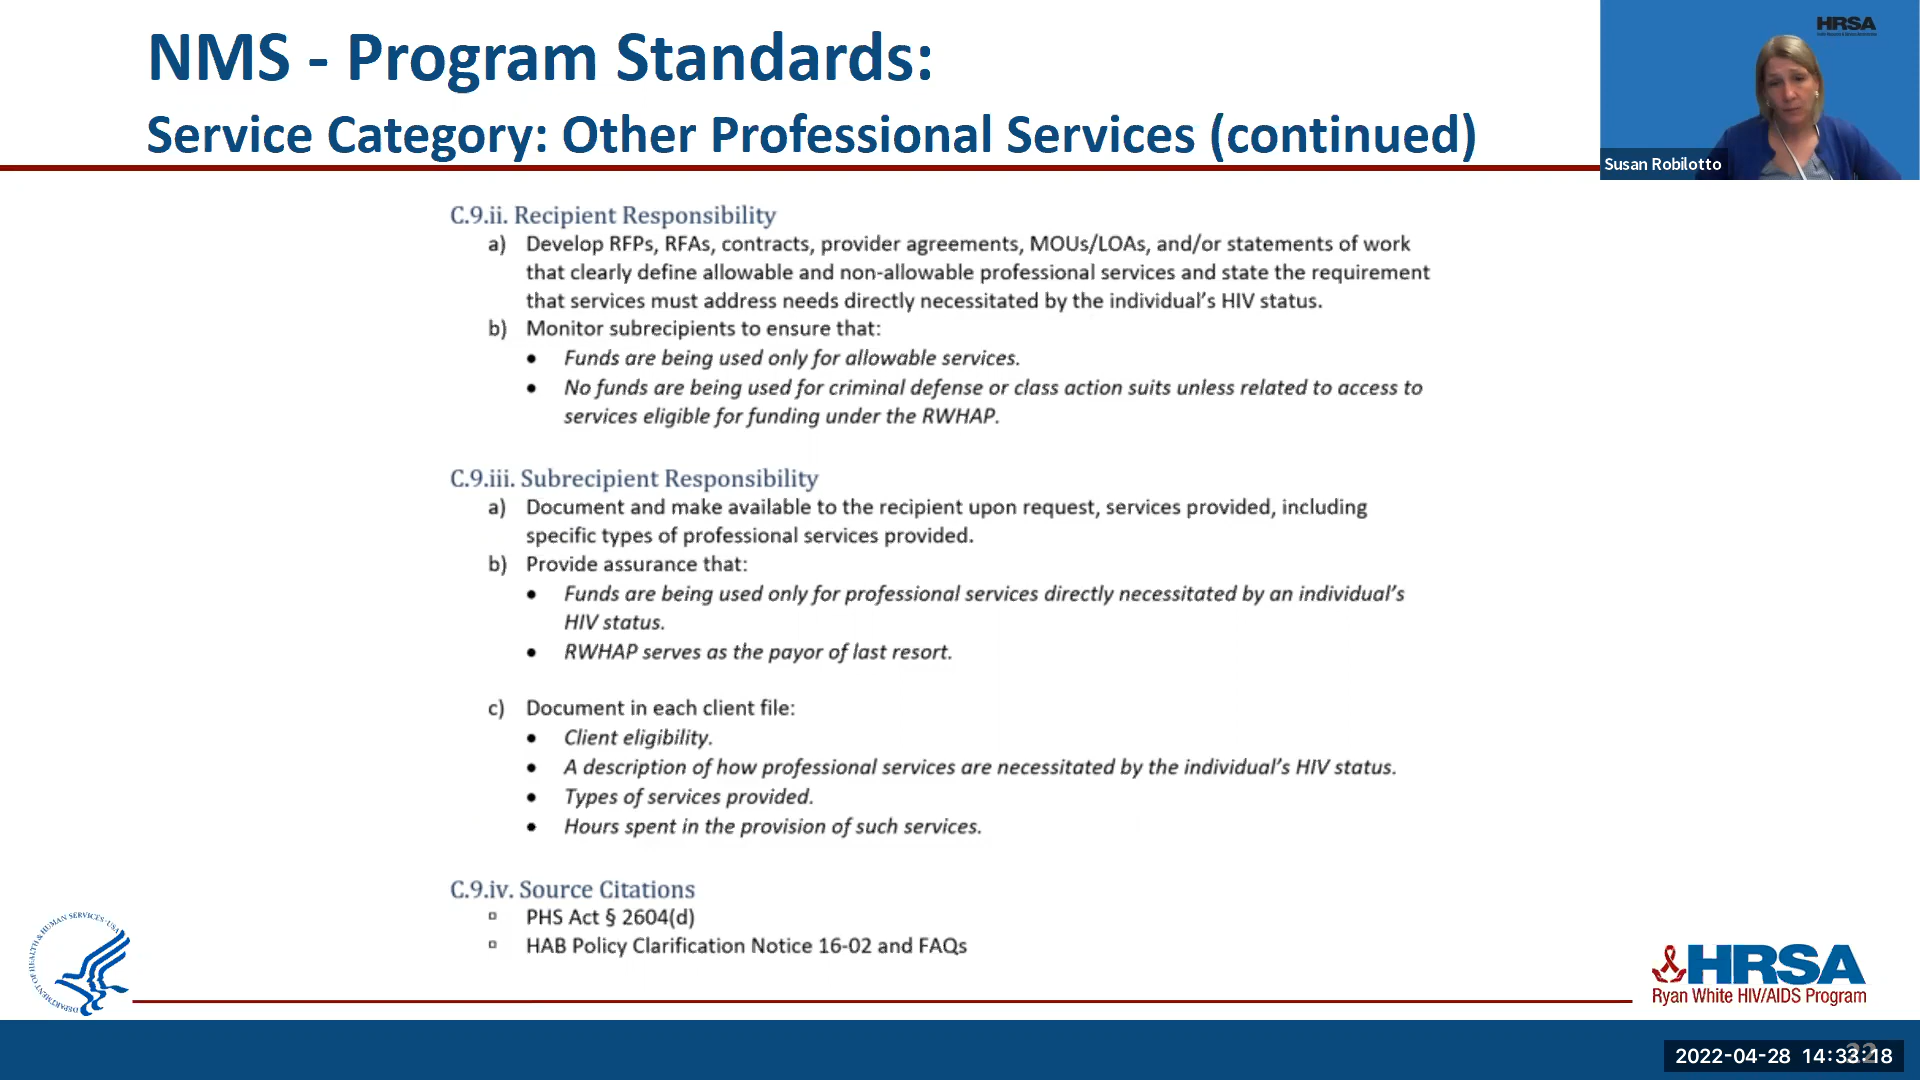 NMS - Program Standards:
Service Category: Other Professional Services (continued)
HRSA
Susan Robilotto
C.9.ii. Recipient Responsibility
a) Develop RFPs, RFAs, contracts, provider agreements, MOUs/LOAs, and/or statements of work
that clearly define allowable and non-allowable professional services and state the requirement
that services must address needs directly necessitated by the individual's HIV status.
b) Monitor subrecipients to ensure that:
• Funds are being used only for allowable services.
• No funds are being used for criminal defense or class action suits unless related to access to
services eligible for funding under the RWHAP.
C.9.iii. Subrecipient Responsibility
a) Document and make available to the recipient upon request, services provided, including
specific types of professional services provided.
b) Provide assurance that:
• Funds are being used only for professional services directly necessitated by an individual's
HIV status.
• RWHAP serves as the payor of last resort.
c) Document in each client file:
• Client eligibility.
• A description of how professional services are necessitated by the individual's HIV status.
• Types of services provided.
• Hours spent in the provision of such services.
C.9.iv. Source Citations
▫ PHS Act § 2604(d)
▫ HAB Policy Clarification Notice 16-02 and FAQs
DEPARTMENT OF HEALTH & HUMAN SERVICES·USA
HRSA
Ryan White HIV/AIDS Program
2022-04-28 14:33:18